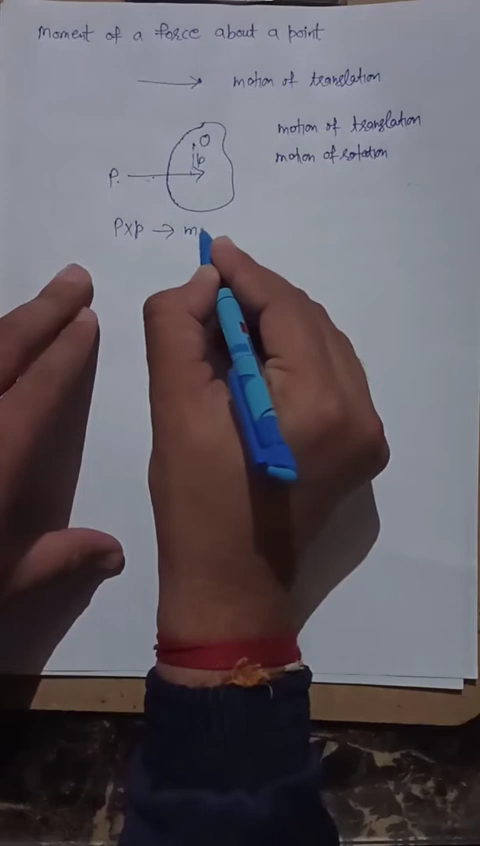 Moment of a force about a point
motion of translation
motion of translation
O
motion of rotation
p
P.
P×p → m